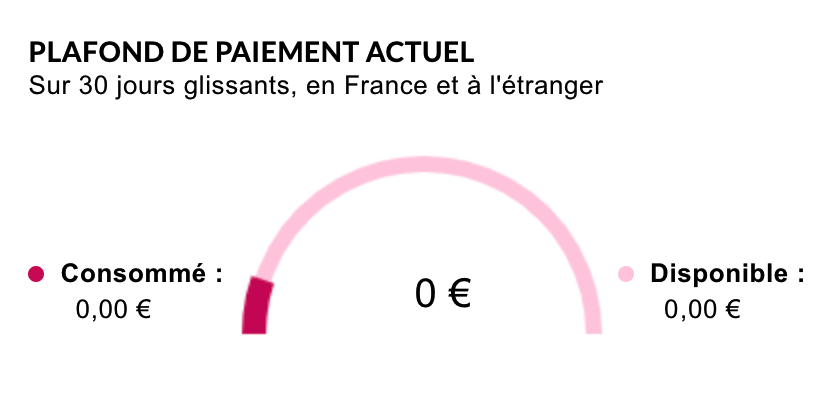 PLAFOND DE PAIEMENT ACTUEL
Sur 30 jours glissants, en France et à l'étranger
Consommé :
0,00 €
0 €
Disponible :
0,00 €